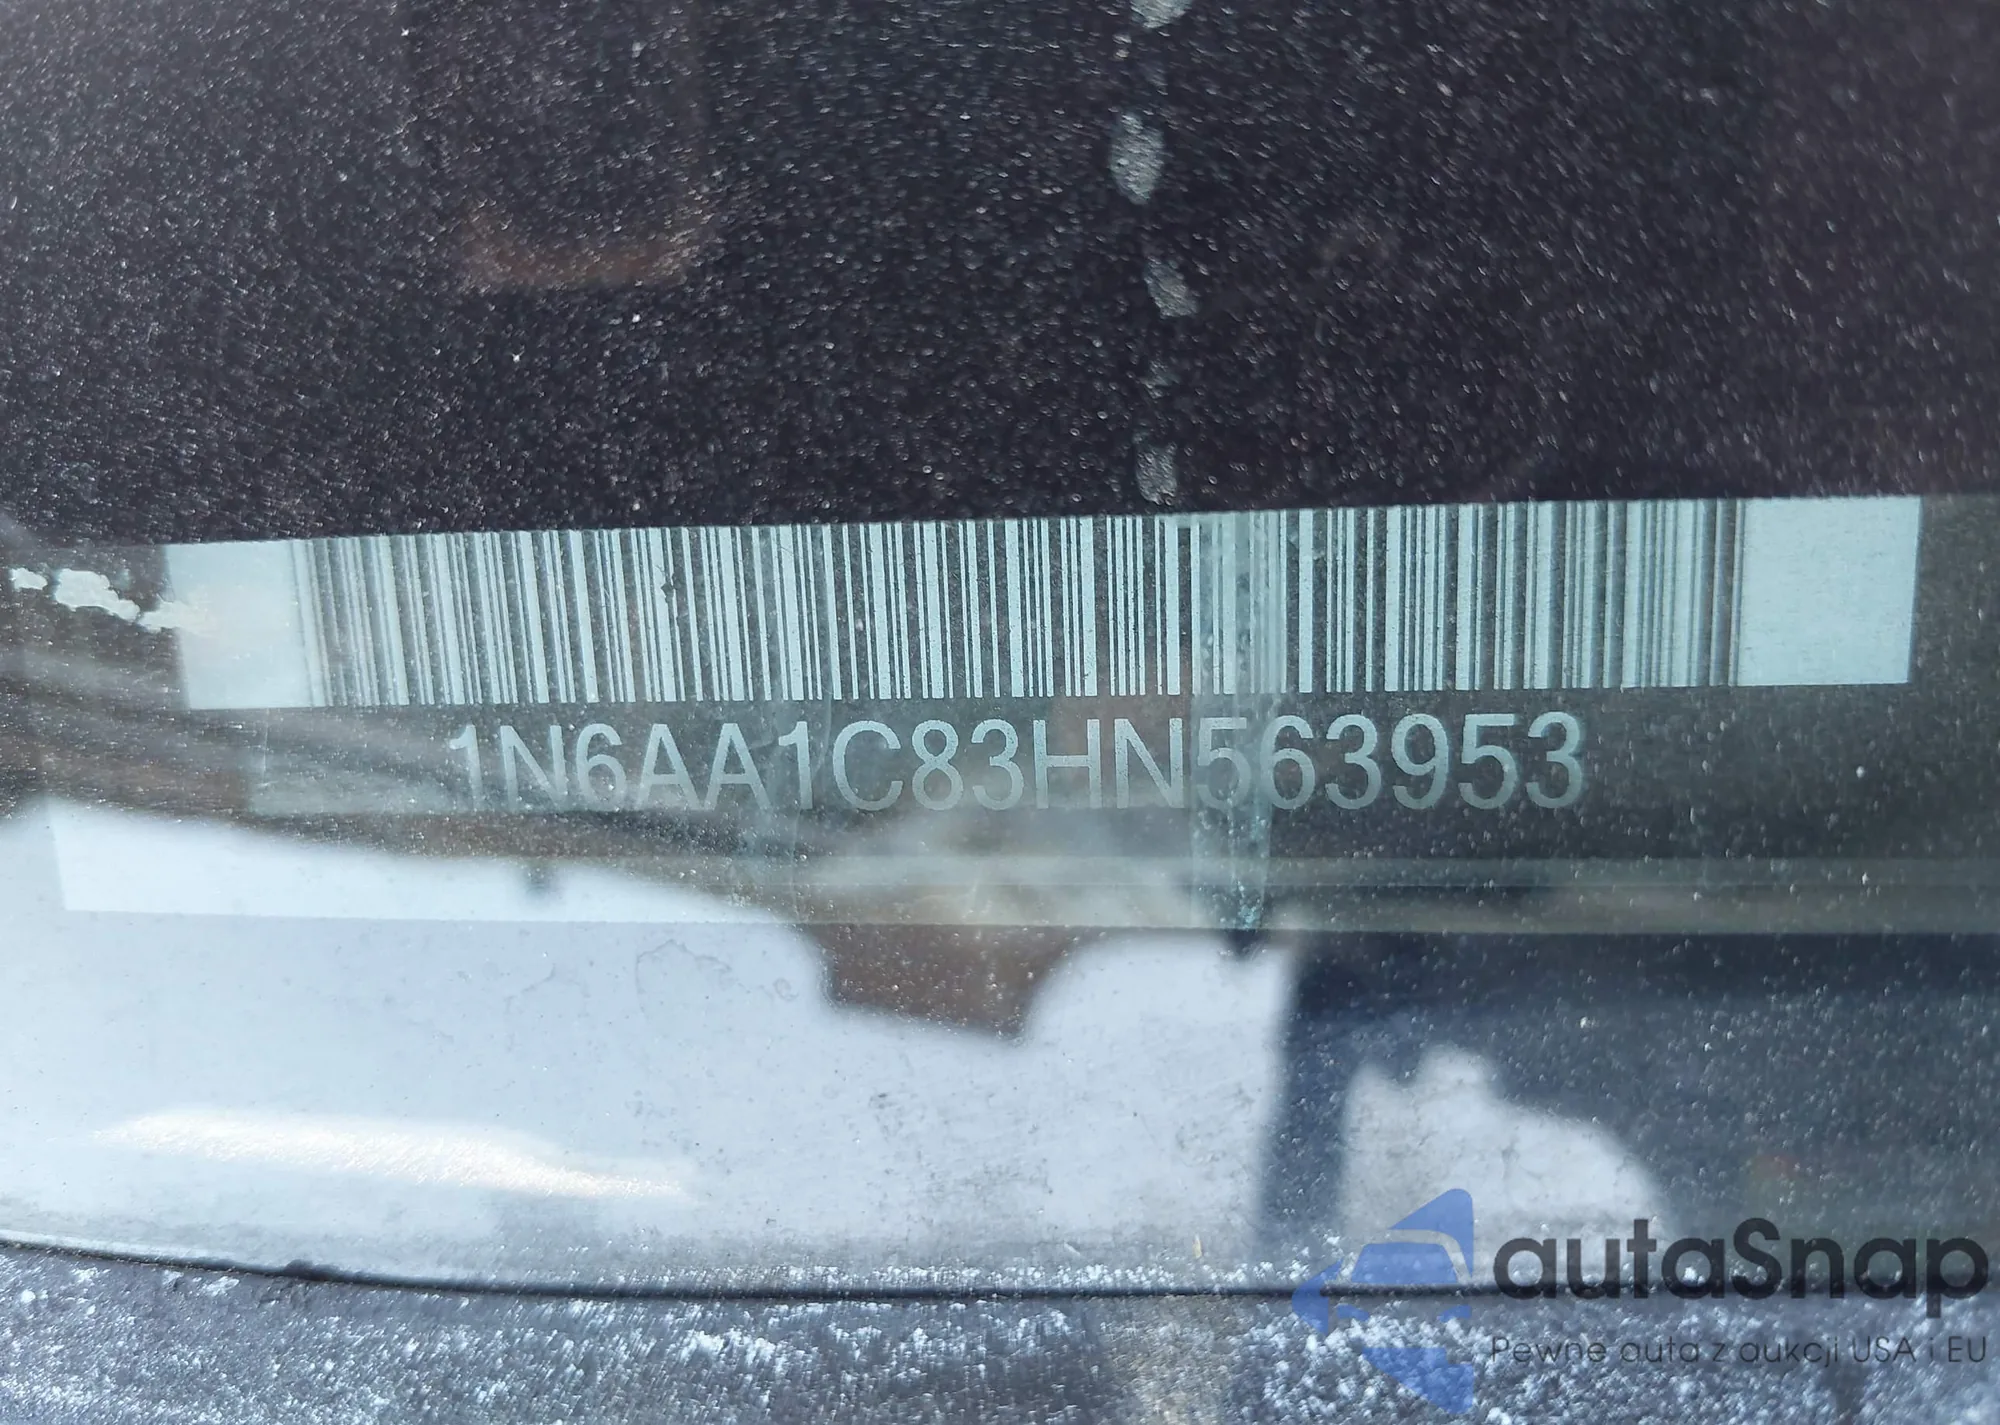 1N6AA1C83HN563953
autaSnap
Pewne auta z aukcji USA i EU